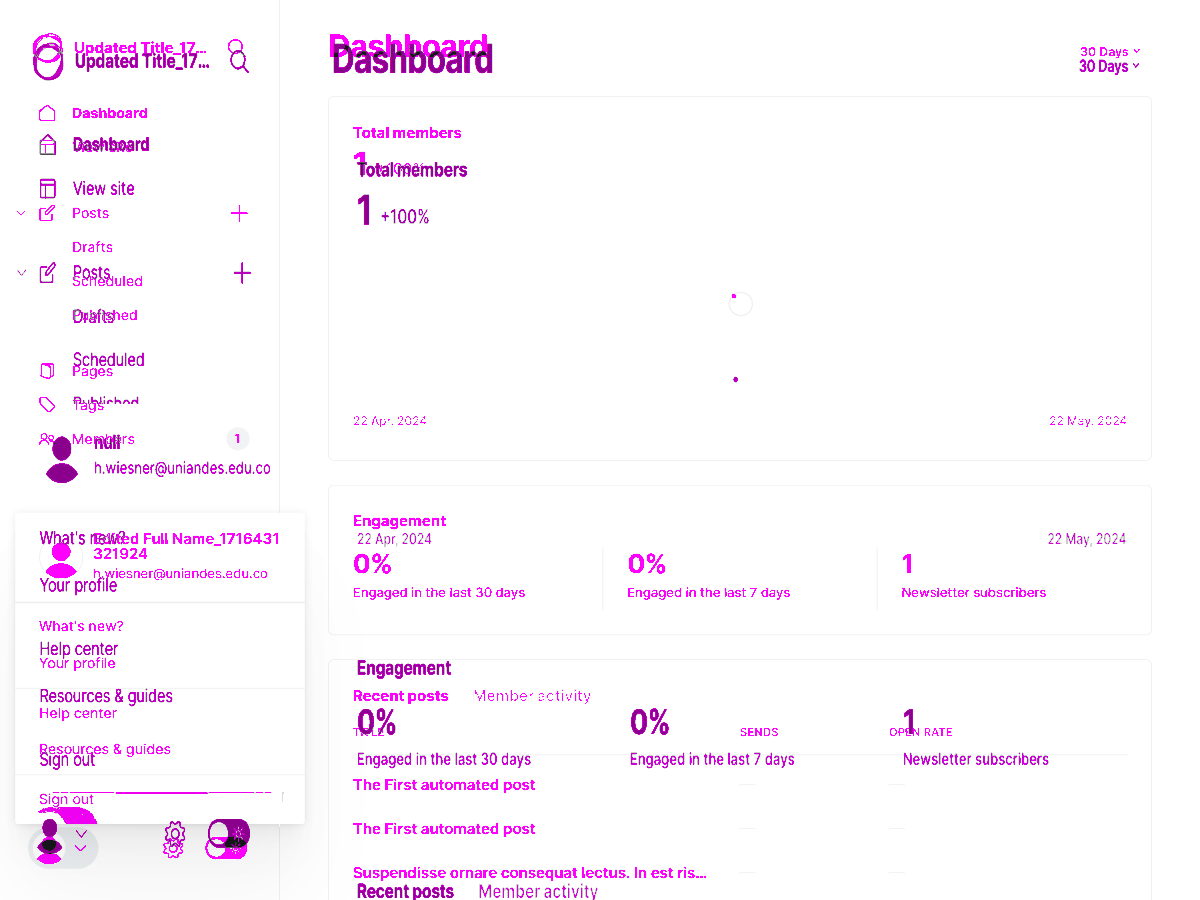 Updated Title_17...
Updated Title_17...
Dashboard
Dashboard
View site
Posts
Drafts
Posts
Scheduled
Published
Drafts
Scheduled
Pages
Published
Tags
Members
1
null
h.wiesner@uniandes.edu.co
What's new?
Edited Full Name_1716431
321924
h.wiesner@uniandes.edu.co
Your profile
What's new?
Help center
Your profile
Resources & guides
Help center
Resources & guides
Sign out
Sign out
Dashboard
Dashboard
30 Days
30 Days
Total members
1 +100%
Total members
1 +100%
22 Apr, 2024
22 May, 2024
Engagement
22 Apr, 2024
22 May, 2024
0%
0%
1
Engaged in the last 30 days
Engaged in the last 7 days
Newsletter subscribers
Engagement
Recent posts
Member activity
0%
0%
1
TITLE
SENDS
OPEN RATE
Engaged in the last 30 days
Engaged in the last 7 days
Newsletter subscribers
The First automated post
The First automated post
Suspendisse ornare consequat lectus. In est ris...
Recent posts
Member activity